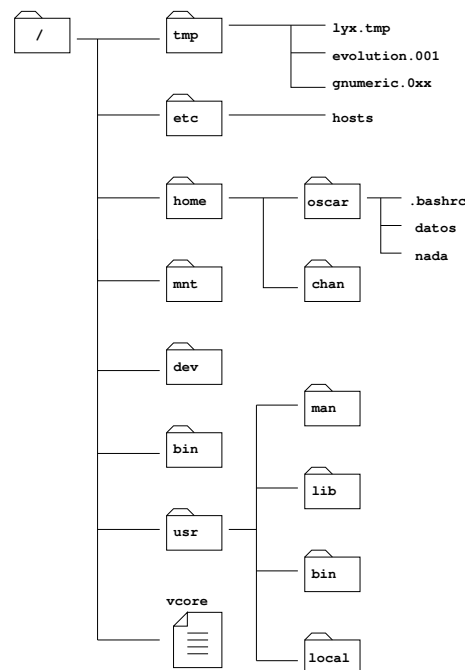 /
tmp
lyx.tmp
evolution.001
gnumeric.0xx
etc
hosts
home
oscar
.bashrc
datos
nada
mnt
chan
dev
man
bin
lib
usr
bin
vcore
local